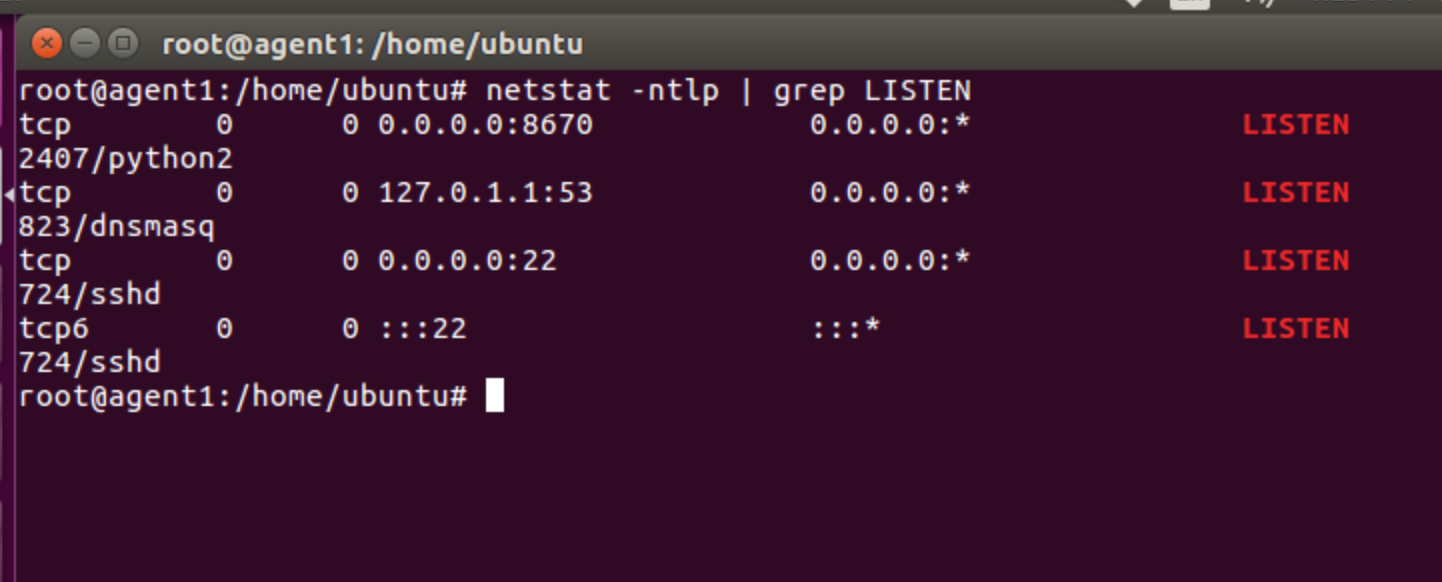 root@agent1: /home/ubuntu
root@agent1:/home/ubuntu# netstat -ntlp | grep LISTEN
tcp        0      0 0.0.0.0:8670            0.0.0.0:*               LISTEN
2407/python2
tcp        0      0 127.0.1.1:53            0.0.0.0:*               LISTEN
823/dnsmasq
tcp        0      0 0.0.0.0:22              0.0.0.0:*               LISTEN
724/sshd
tcp6       0      0 :::22                   :::*                    LISTEN
724/sshd
root@agent1:/home/ubuntu#